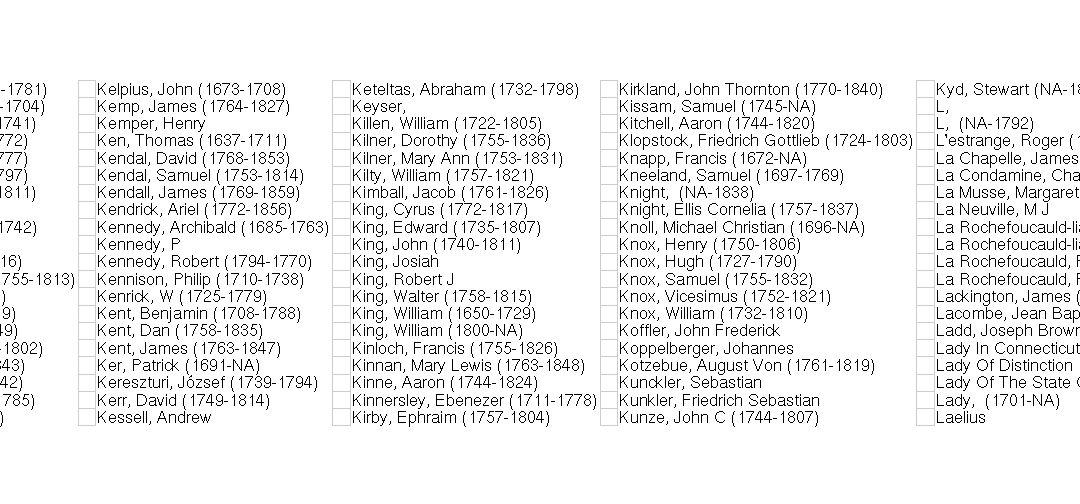 -1781)
-1704)
1741)
772)
777)
797)
1811)
1742)
16)
755-1813)
)
9)
49)
-1802)
843)
42)
785)
)
Kelpius, John (1673-1708)
Kemp, James (1764-1827)
Kemper, Henry
Ken, Thomas (1637-1711)
Kendal, David (1768-1853)
Kendal, Samuel (1753-1814)
Kendall, James (1769-1859)
Kendrick, Ariel (1772-1856)
Kennedy, Archibald (1685-1763)
Kennedy, P
Kennedy, Robert (1794-1770)
Kennison, Philip (1710-1738)
Kenrick, W (1725-1779)
Kent, Benjamin (1708-1788)
Kent, Dan (1758-1835)
Kent, James (1763-1847)
Ker, Patrick (1691-NA)
Kereszturi, József (1739-1794)
Kerr, David (1749-1814)
Kessell, Andrew
Keteltas, Abraham (1732-1798)
Keyser,
Killen, William (1722-1805)
Kilner, Dorothy (1755-1836)
Kilner, Mary Ann (1753-1831)
Kilty, William (1757-1821)
Kimball, Jacob (1761-1826)
King, Cyrus (1772-1817)
King, Edward (1735-1807)
King, John (1740-1811)
King, Josiah
King, Robert J
King, Walter (1758-1815)
King, William (1650-1729)
King, William (1800-NA)
Kinloch, Francis (1755-1826)
Kinnan, Mary Lewis (1763-1848)
Kinne, Aaron (1744-1824)
Kinnersley, Ebenezer (1711-1778)
Kirby, Ephraim (1757-1804)
Kirkland, John Thornton (1770-1840)
Kissam, Samuel (1745-NA)
Kitchell, Aaron (1744-1820)
Klopstock, Friedrich Gottlieb (1724-1803)
Knapp, Francis (1672-NA)
Kneeland, Samuel (1697-1769)
Knight, (NA-1838)
Knight, Ellis Cornelia (1757-1837)
Knoll, Michael Christian (1696-NA)
Knox, Henry (1750-1806)
Knox, Hugh (1727-1790)
Knox, Samuel (1755-1832)
Knox, Vicesimus (1752-1821)
Knox, William (1732-1810)
Koffler, John Frederick
Koppelberger, Johannes
Kotzebue, August Von (1761-1819)
Kunckler, Sebastian
Kunkler, Friedrich Sebastian
Kunze, John C (1744-1807)
Kyd, Stewart (NA-18
L,
L, (NA-1792)
L'estrange, Roger (
La Chapelle, James
La Condamine, Cha
La Musse, Margaret
La Neuville, M J
La Rochefoucauld-lia
La Rochefoucauld-lia
La Rochefoucauld, F
La Rochefoucauld, F
Lackington, James (
Lacombe, Jean Bap
Ladd, Joseph Brown
Lady In Connecticut
Lady Of Distinction
Lady Of The State O
Lady, (1701-NA)
Laelius